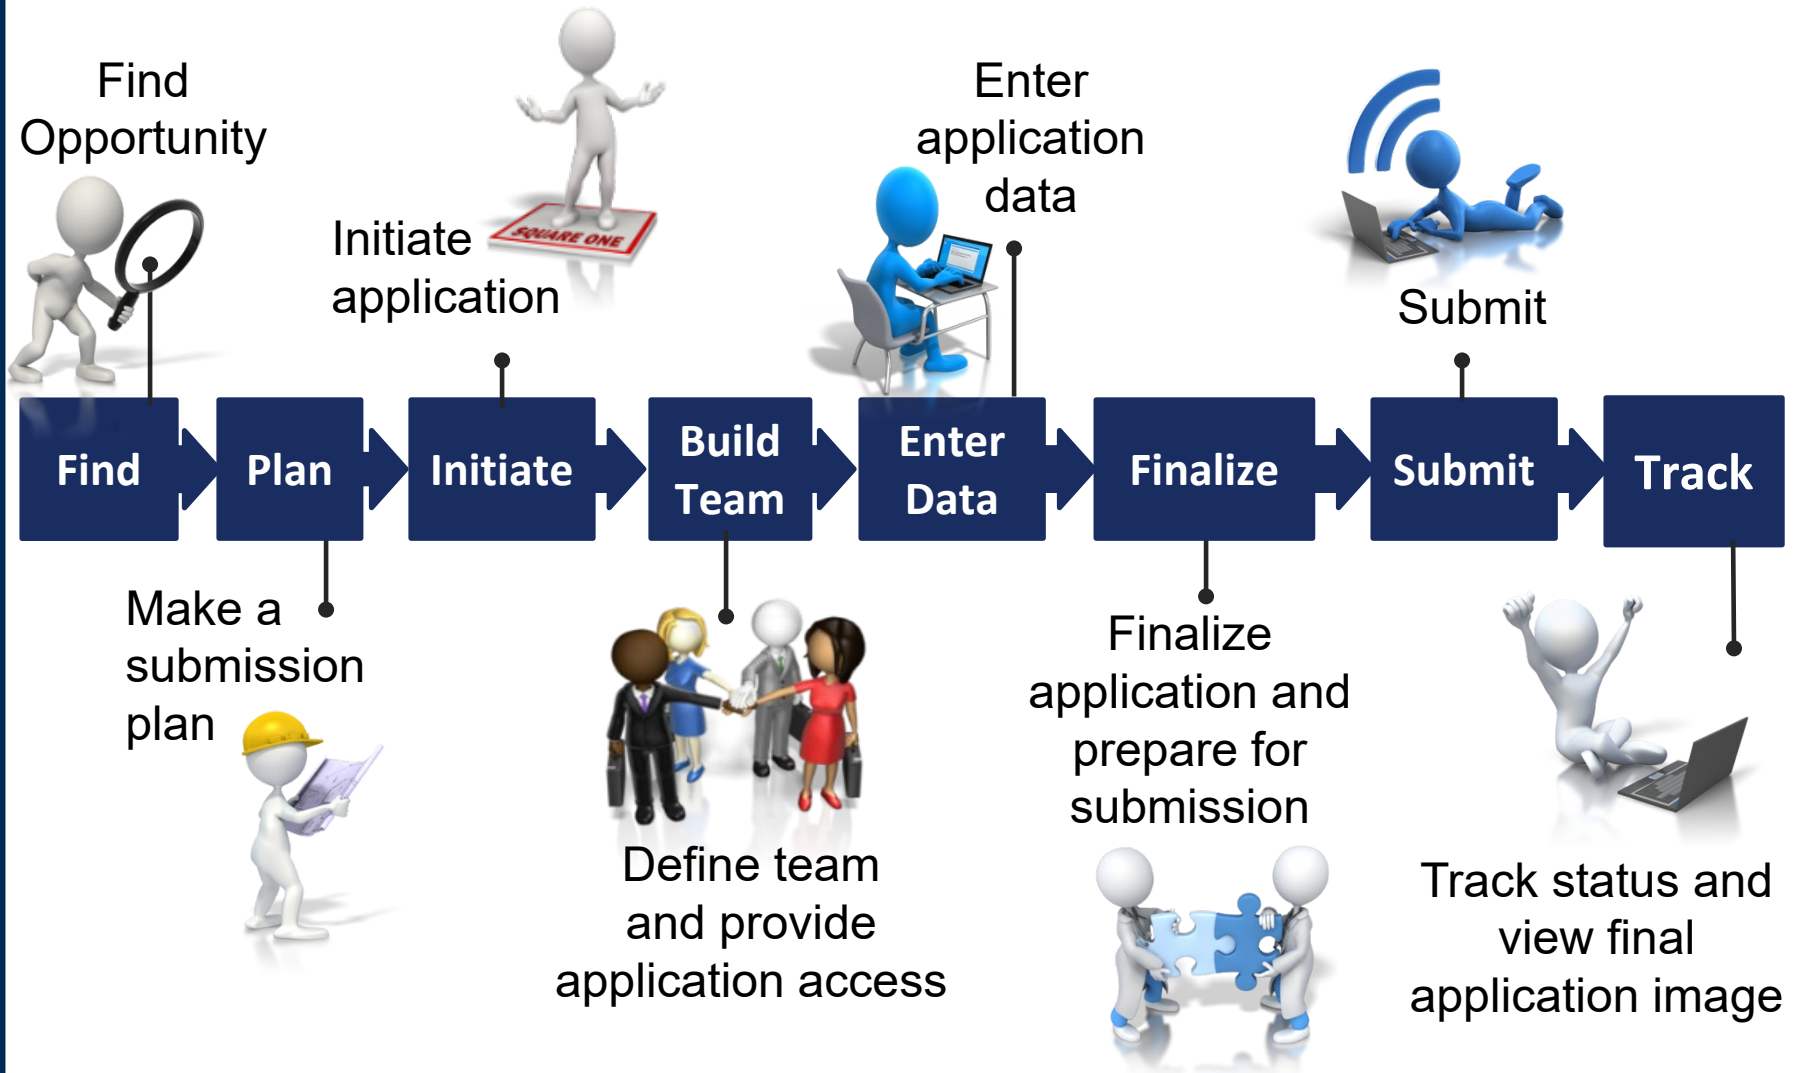 Find
Opportunity
Initiate
application
SQUARE ONE
Enter
application
data
Submit
Find
Plan
Initiate
Build
Team
Enter
Data
Finalize
Submit
Track
Make a
submission
plan
Define team
and provide
application access
Finalize
application and
prepare for
submission
Track status and
view final
application image